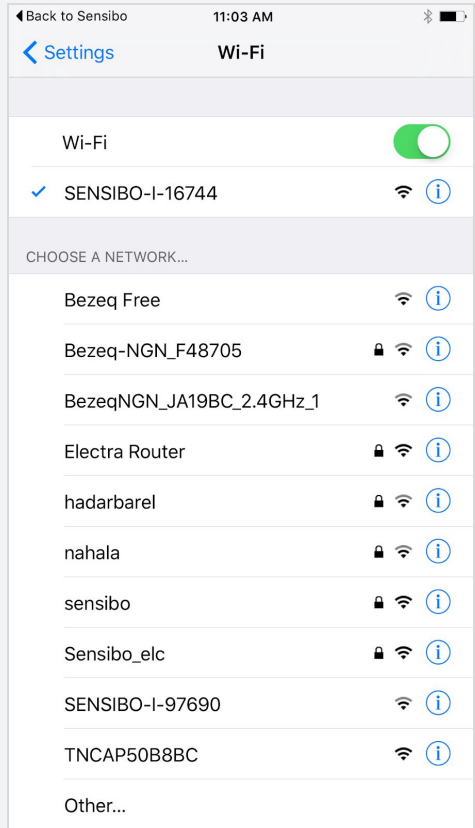 Back to Sensibo 11:03 AM
Settings Wi-Fi
Wi-Fi
SENSIBO-I-16744
CHOOSE A NETWORK...
Bezeq Free
Bezeq-NGN_F48705
BezeqNGN_JA19BC_2.4GHz_1
Electra Router
hadarbarel
nahala
sensibo
Sensibo_elc
SENSIBO-I-97690
TNCAP50B8BC
Other...